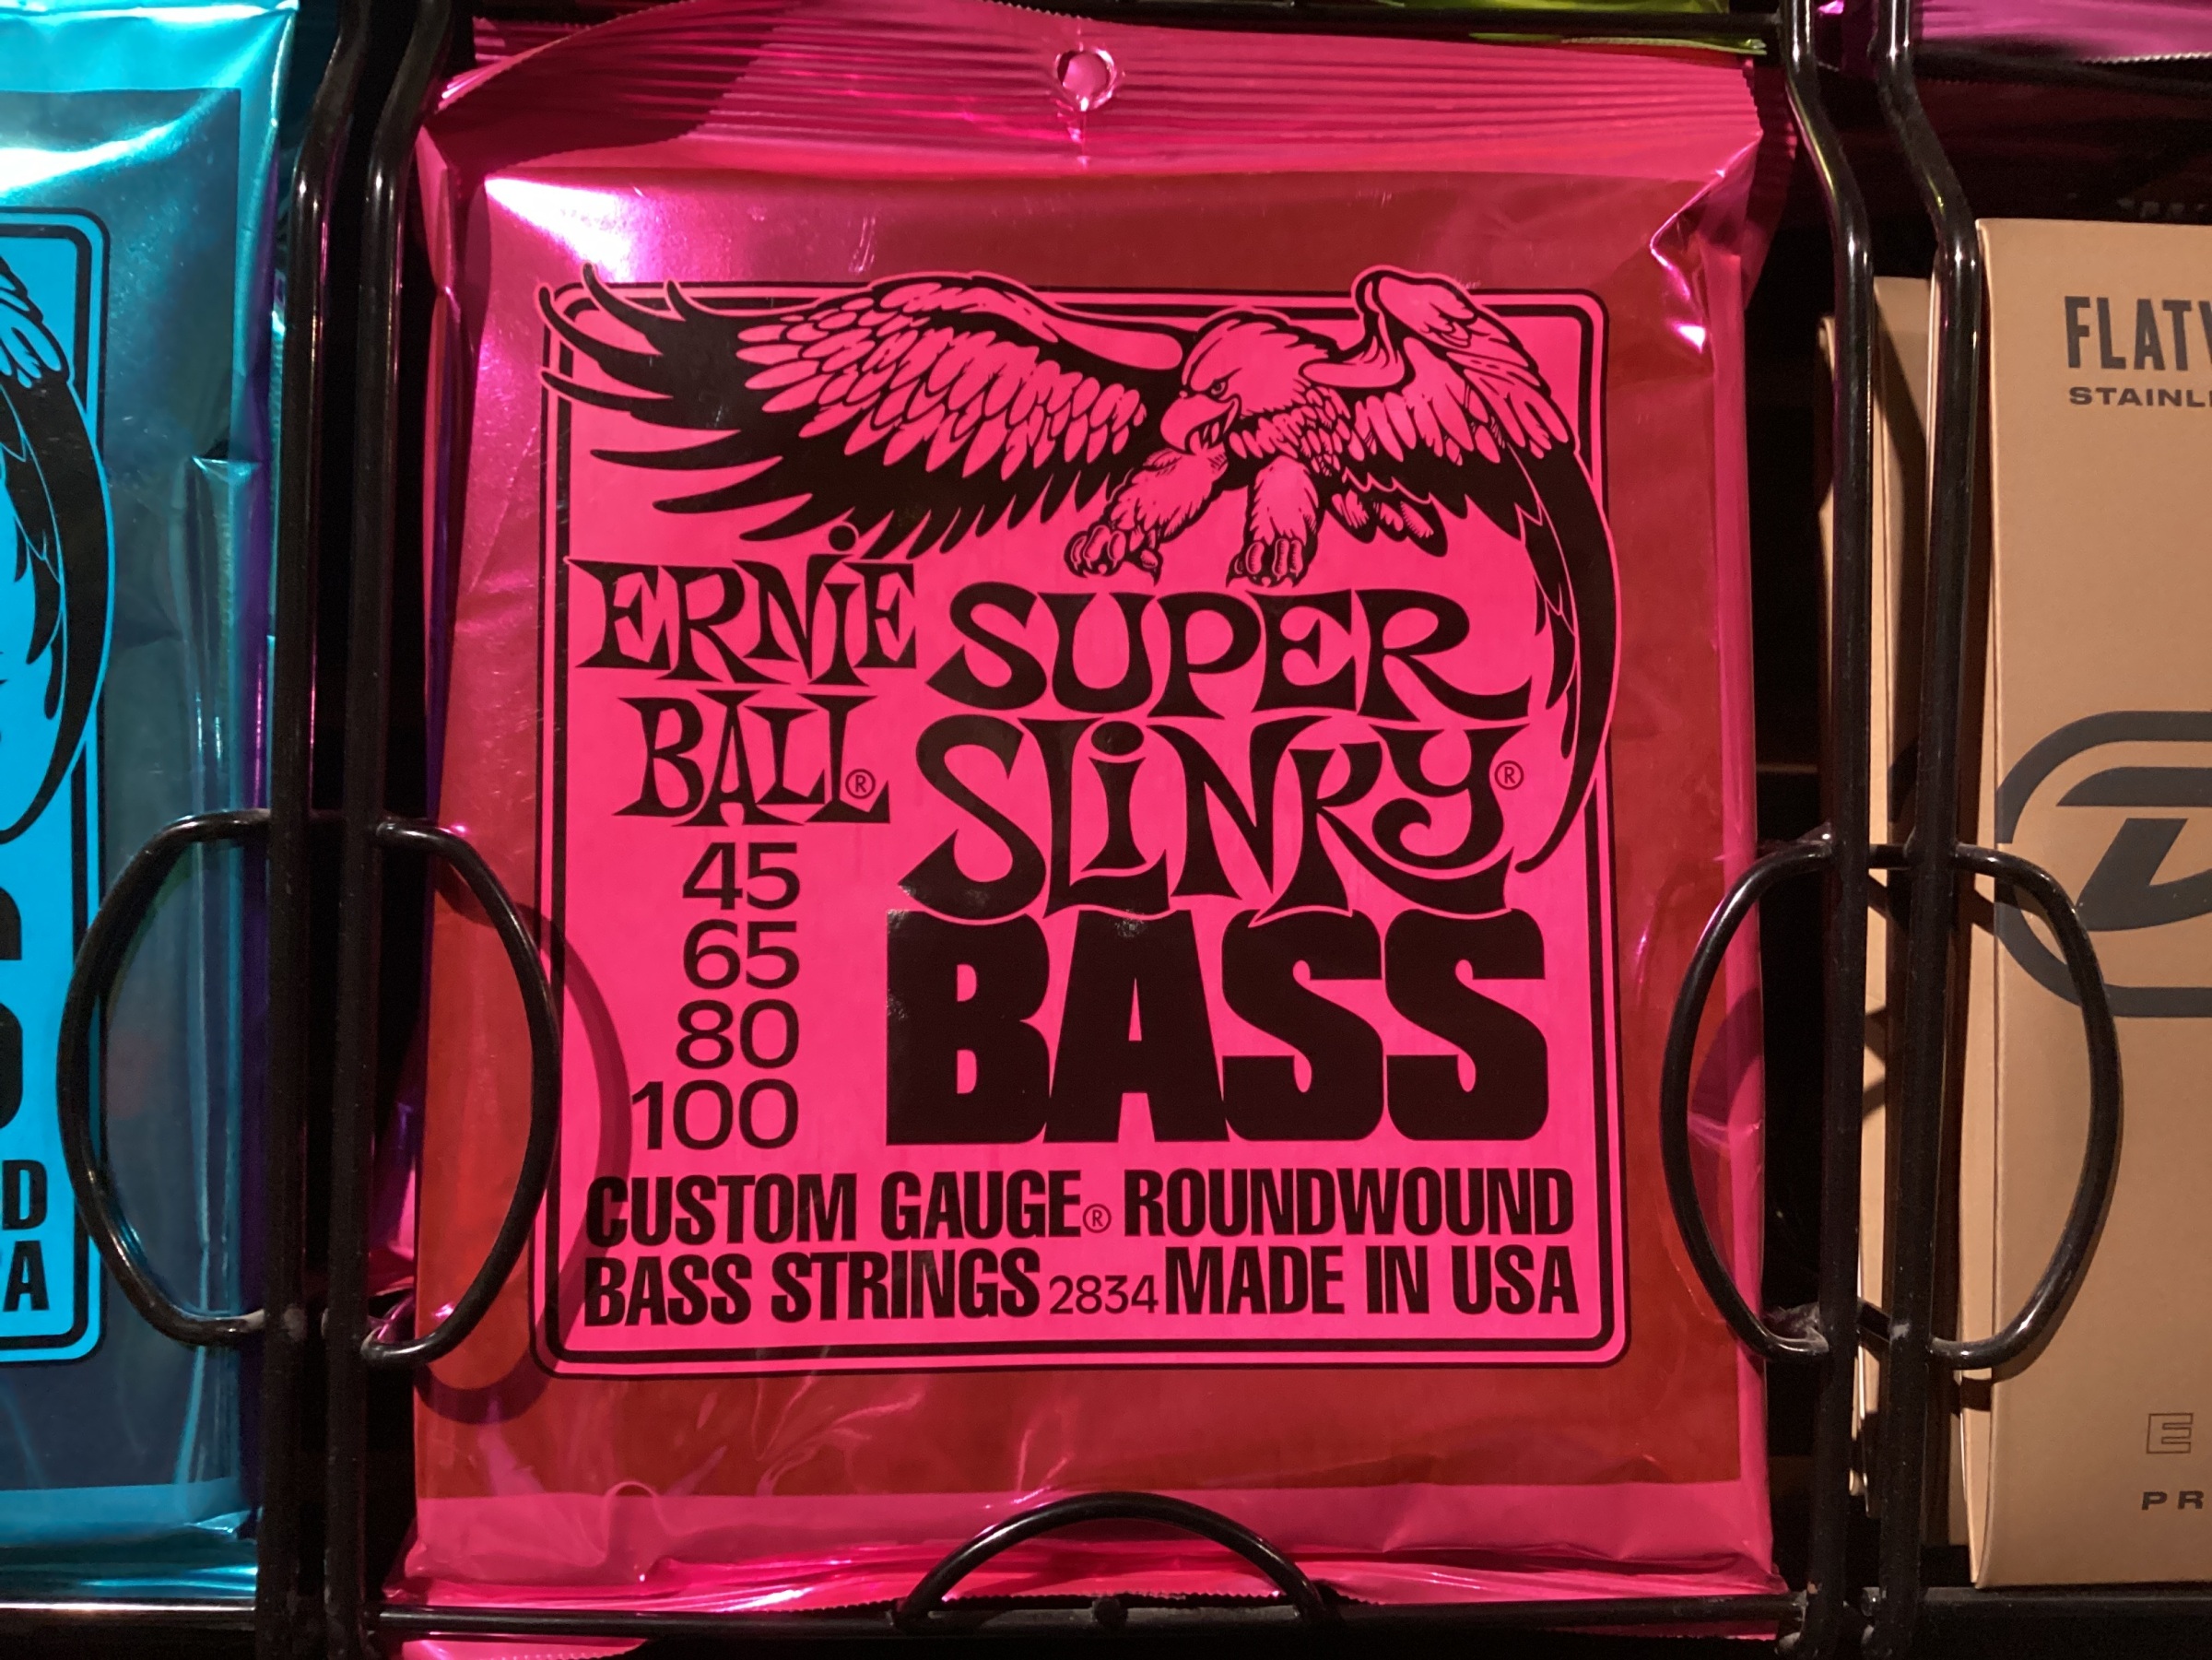 ERNiE
BALL®
SUPER
SLiNKY®
BASS
45
65
80
100
CUSTOM GAUGE® ROUNDWOUND
BASS STRINGS 2834 MADE IN USA
STAINL
E
PR
D
A